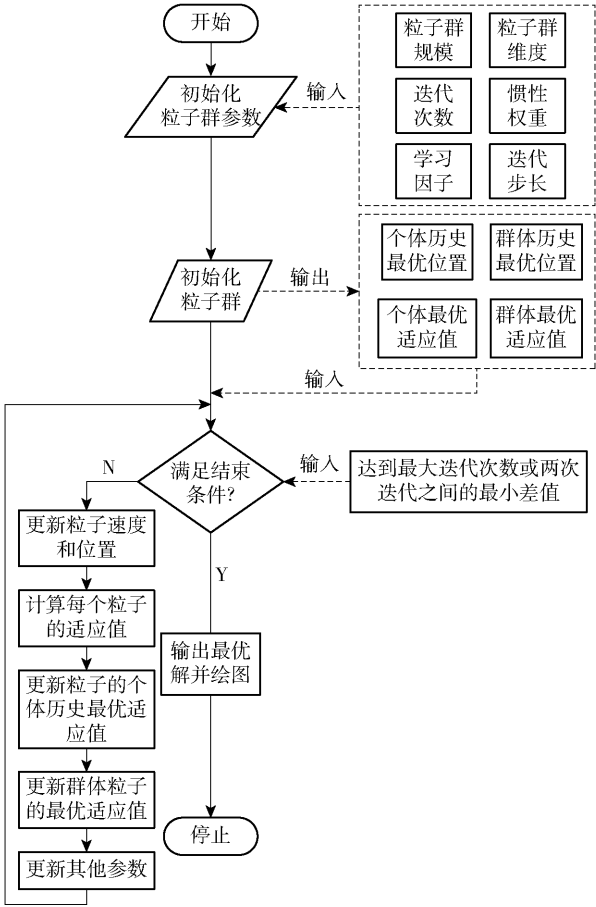 开始
粒子群
规模
粒子群
维度
初始化
粒子群参数
输入
迭代
次数
惯性
权重
学习
因子
迭代
步长
初始化
粒子群
输出
个体历史
最优位置
群体历史
最优位置
个体最优
适应值
群体最优
适应值
输入
N
满足结束
条件?
输入
达到最大迭代次数或两次
迭代之间的最小差值
更新粒子速度
和位置
Y
计算每个粒子
的适应值
输出最优
解并绘图
更新粒子的个
体历史最优适
应值
更新群体粒子
的最优适应值
停止
更新其他参数